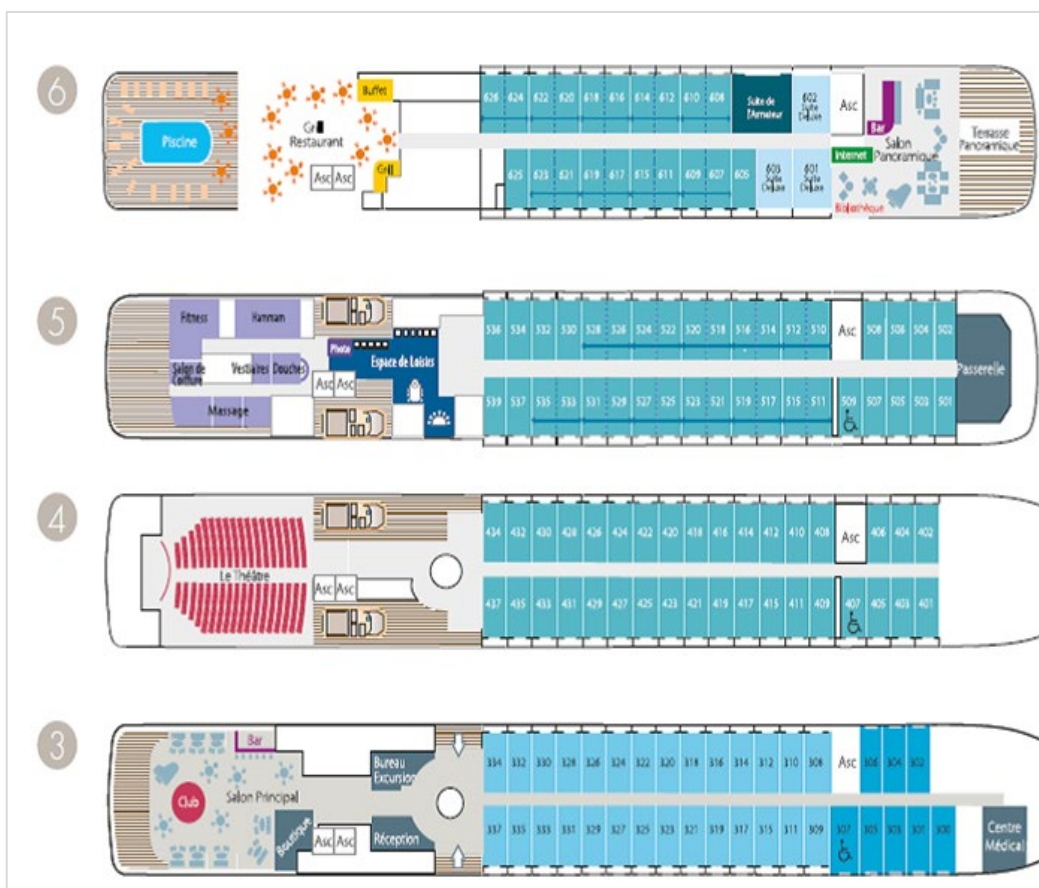 6
Piscine
Grill
Restaurant
Buffet
Grill
Asc Asc
626 624 622 620 618 616 614 612 610 608
Suite de
l'Armateur
602
Suite
Deluxe
Asc
Bar
Internet
Salon
Panoramique
Bibliothèque
Terrasse
Panoramique
625 623 621 619 617 615 611 609 607 605
603
Suite
Deluxe
601
Suite
Deluxe
5
Fitness
Hammam
Salon de
Coiffure
Vestiaires
Douches
Massage
Photo
Espace de Loisirs
Asc Asc
536 534 532 530 528 526 524 522 520 518 516 514 512 510 Asc 508 506 504 502
539 537 535 533 531 529 527 525 523 521 519 517 515 511 509 507 505 503 501
Passerelle
4
Le Théâtre
Asc Asc
434 432 430 428 426 424 422 420 418 416 414 412 410 408 Asc 406 404 402
437 435 433 431 429 427 425 423 421 419 417 415 411 409 407 405 403 401
3
Bar
Club
Salon Principal
Boutique
Bureau
Excursion
Réception
Asc Asc
334 332 330 328 326 324 322 320 318 316 314 312 310 308 Asc 306 304 302
337 335 333 331 329 327 325 323 321 319 317 315 311 309 307 305 303 301 300
Centre
Médical